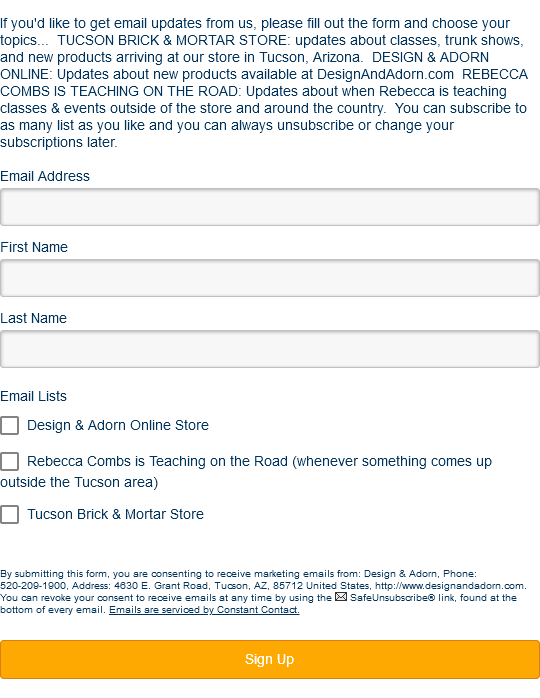 If you'd like to get email updates from us, please fill out the form and choose your
topics...  TUCSON BRICK & MORTAR STORE: updates about classes, trunk shows,
and new products arriving at our store in Tucson, Arizona.  DESIGN & ADORN
ONLINE: Updates about new products available at DesignAndAdorn.com  REBECCA
COMBS IS TEACHING ON THE ROAD: Updates about when Rebecca is teaching
classes & events outside of the store and around the country.  You can subscribe to
as many list as you like and you can always unsubscribe or change your
subscriptions later.
Email Address
First Name
Last Name
Email Lists
Design & Adorn Online Store
Rebecca Combs is Teaching on the Road (whenever something comes up
outside the Tucson area)
Tucson Brick & Mortar Store
By submitting this form, you are consenting to receive marketing emails from: Design & Adorn, Phone:
520-209-1900, Address: 4630 E. Grant Road, Tucson, AZ, 85712 United States, http://www.designandadorn.com.
You can revoke your consent to receive emails at any time by using the SafeUnsubscribe® link, found at the
bottom of every email. Emails are serviced by Constant Contact.
Sign Up